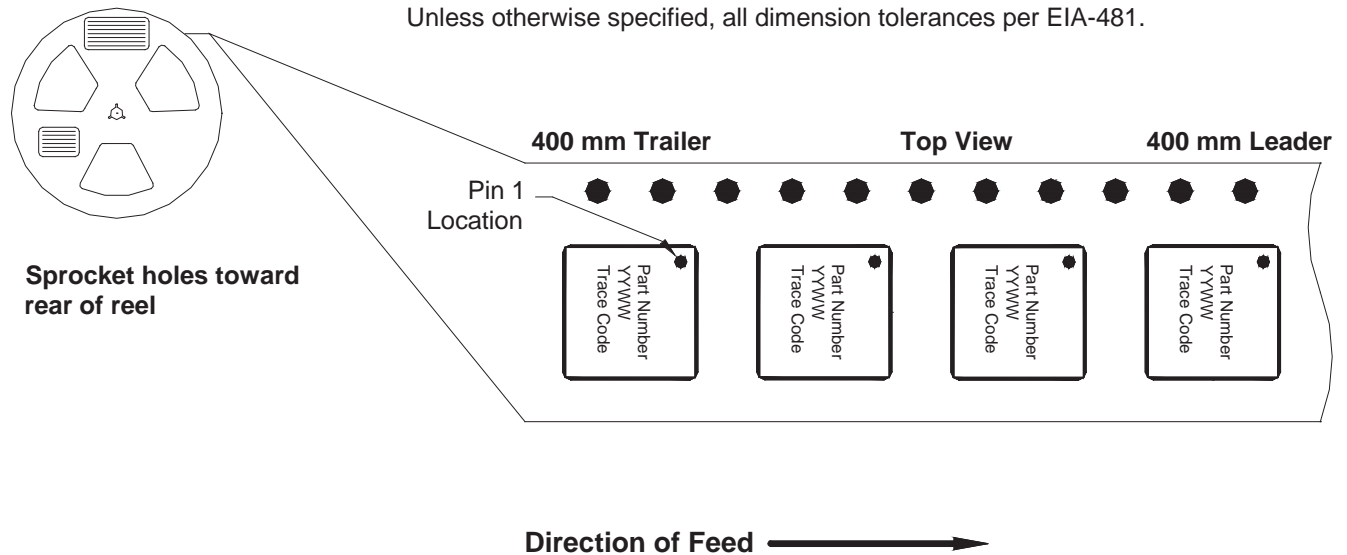 Unless otherwise specified, all dimension tolerances per EIA-481.
400 mm Trailer
Top View
400 mm Leader
Pin 1
Location
Sprocket holes toward
rear of reel
Part Number
YYWW
Trace Code
Part Number
YYWW
Trace Code
Part Number
YYWW
Trace Code
Part Number
YYWW
Trace Code
Direction of Feed